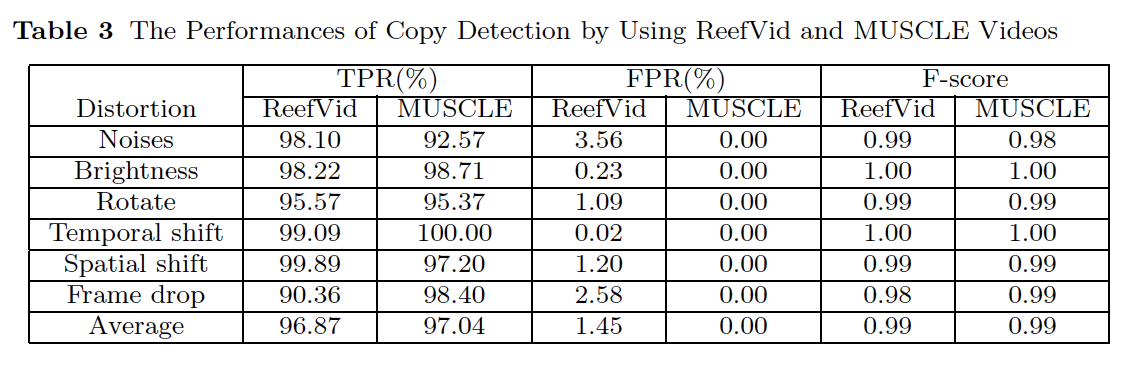 Table 3 The Performances of Copy Detection by Using ReefVid and MUSCLE Videos
TPR(%) FPR(%) F-score
Distortion ReefVid MUSCLE ReefVid MUSCLE ReefVid MUSCLE
Noises 98.10 92.57 3.56 0.00 0.99 0.98
Brightness 98.22 98.71 0.23 0.00 1.00 1.00
Rotate 95.57 95.37 1.09 0.00 0.99 0.99
Temporal shift 99.09 100.00 0.02 0.00 1.00 1.00
Spatial shift 99.89 97.20 1.20 0.00 0.99 0.99
Frame drop 90.36 98.40 2.58 0.00 0.98 0.99
Average 96.87 97.04 1.45 0.00 0.99 0.99